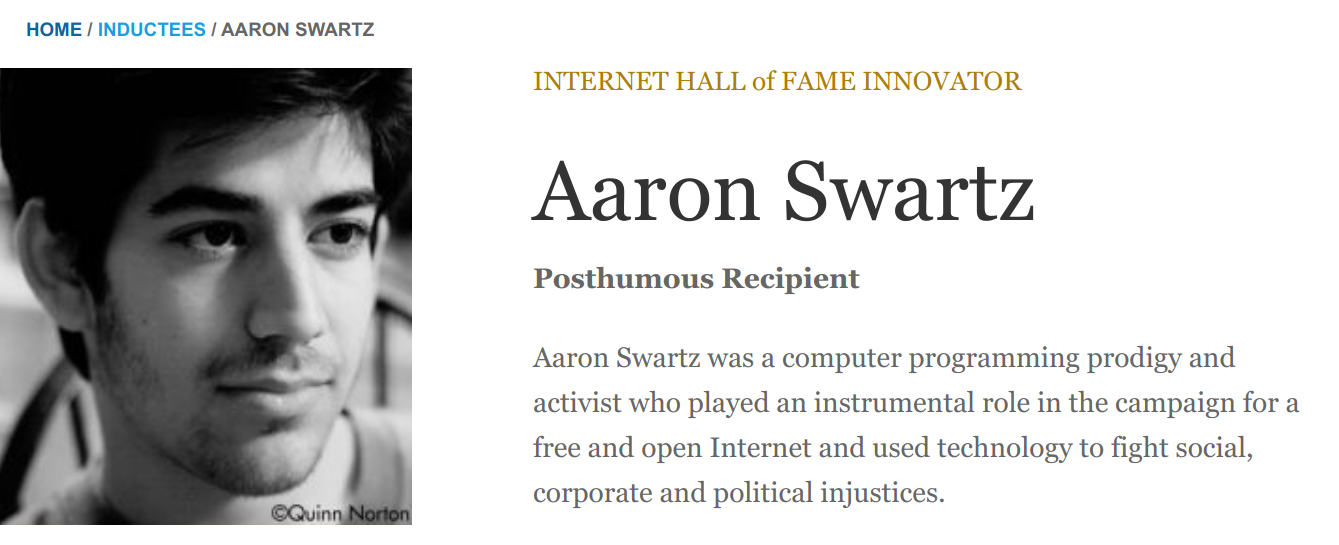 HOME / INDUCTEES / AARON SWARTZ
INTERNET HALL of FAME INNOVATOR
Aaron Swartz
Posthumous Recipient
Aaron Swartz was a computer programming prodigy and
activist who played an instrumental role in the campaign for a
free and open Internet and used technology to fight social,
corporate and political injustices.
©Quinn Norton